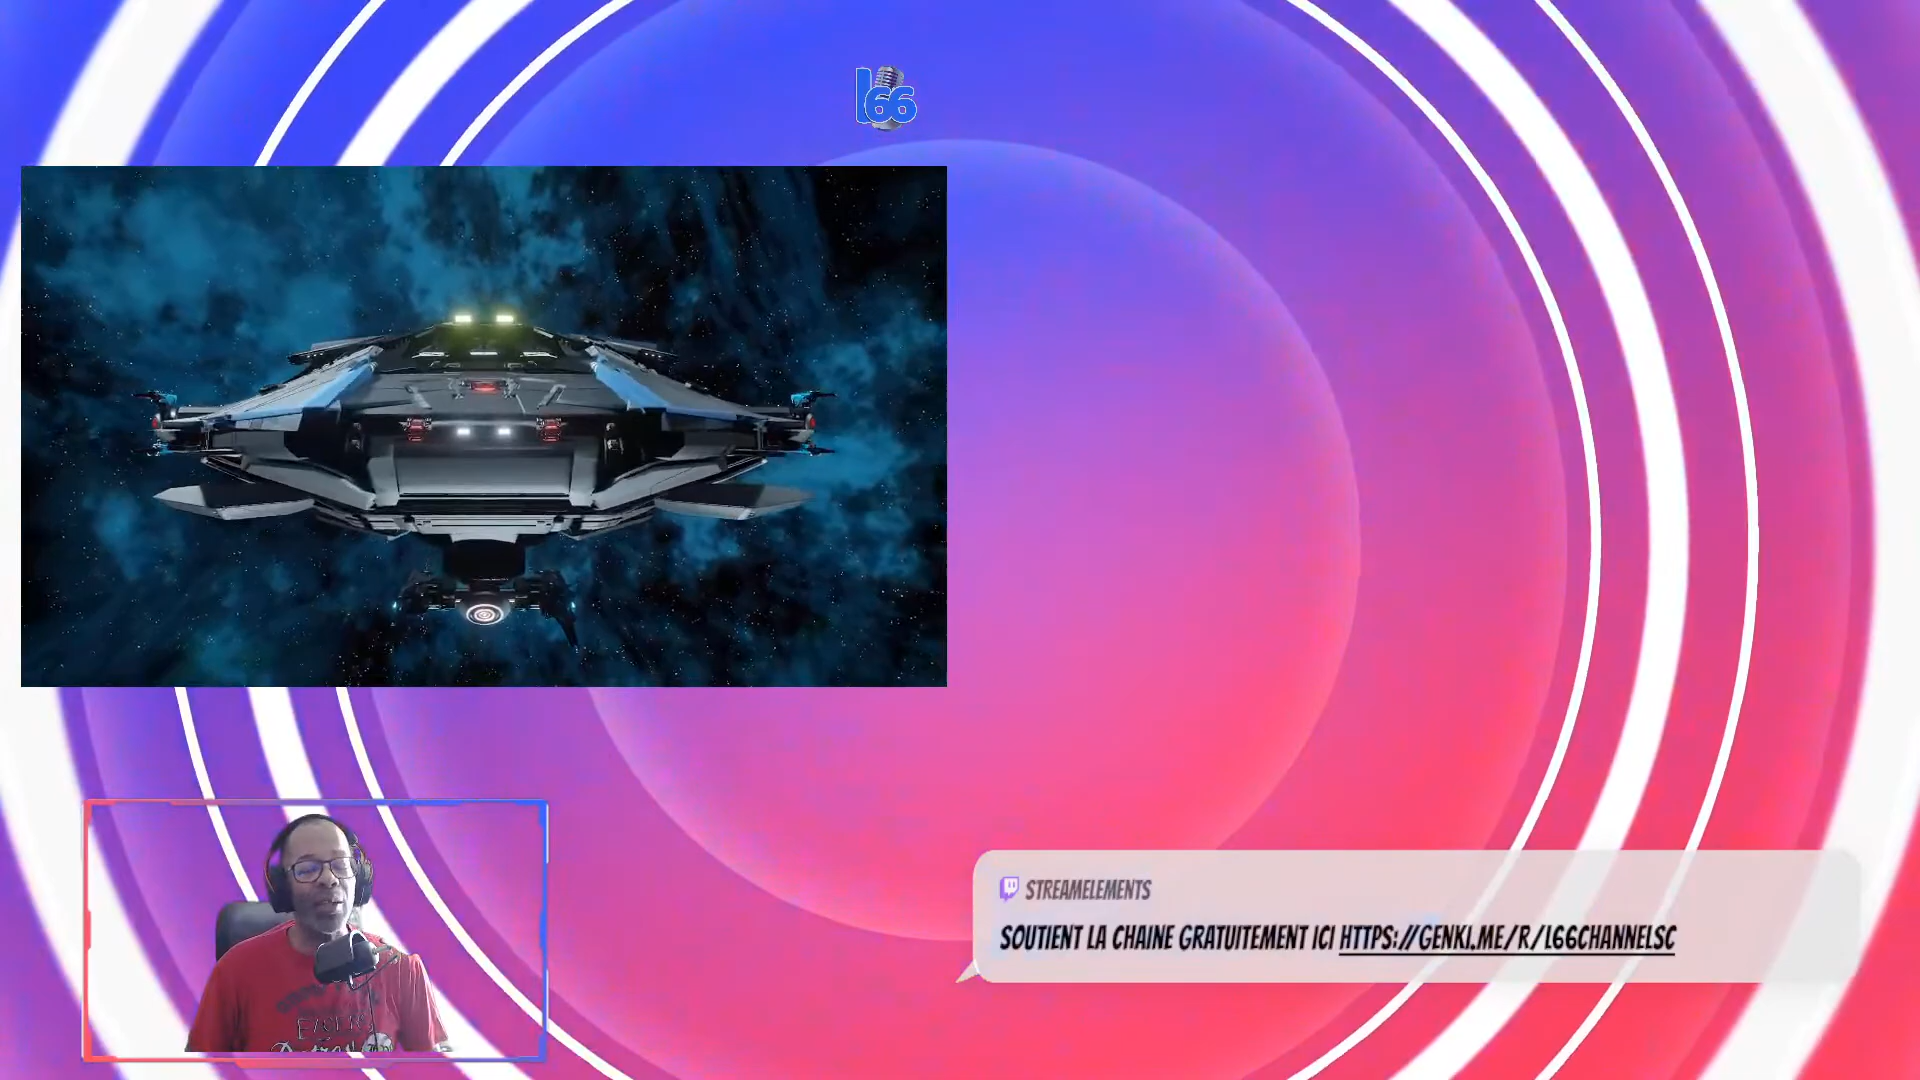 L66
STREAMELEMENTS
SOUTIENT LA CHAINE GRATUITEMENT ICI HTTPS://GENKI.ME/R/L66CHANNELSC